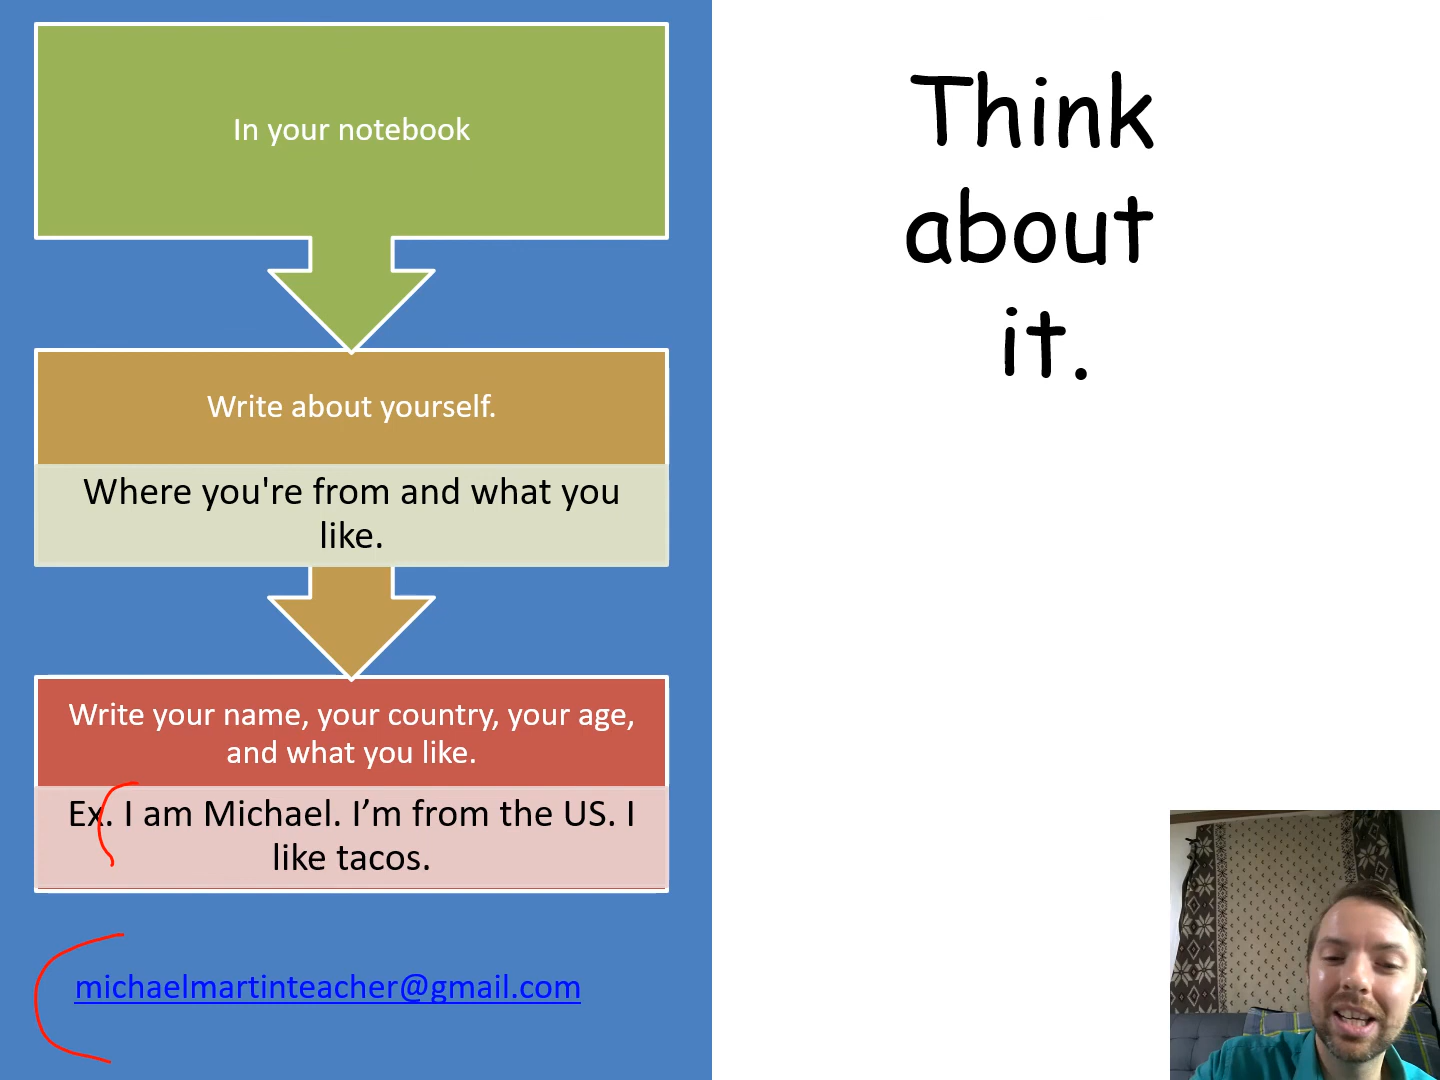 In your notebook
Write about yourself.
Where you're from and what you
like.
Write your name, your country, your age,
and what you like.
Ex. I am Michael. I’m from the US. I
like tacos.
michaelmartinteacher@gmail.com
Think
about
it.